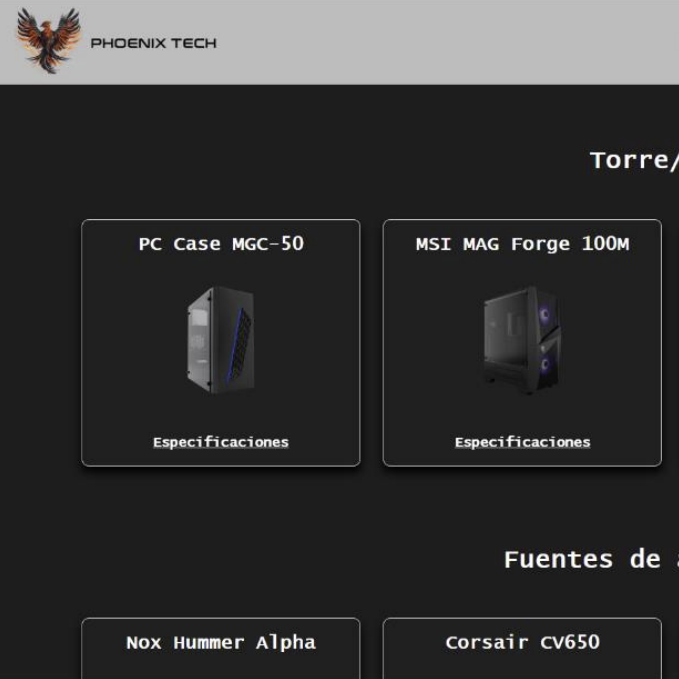 PHOENIX TECH
Torre/
PC Case MGC-50
MSI MAG Forge 100M
Especificaciones
Especificaciones
Fuentes de
Nox Hummer Alpha
Corsair CV650